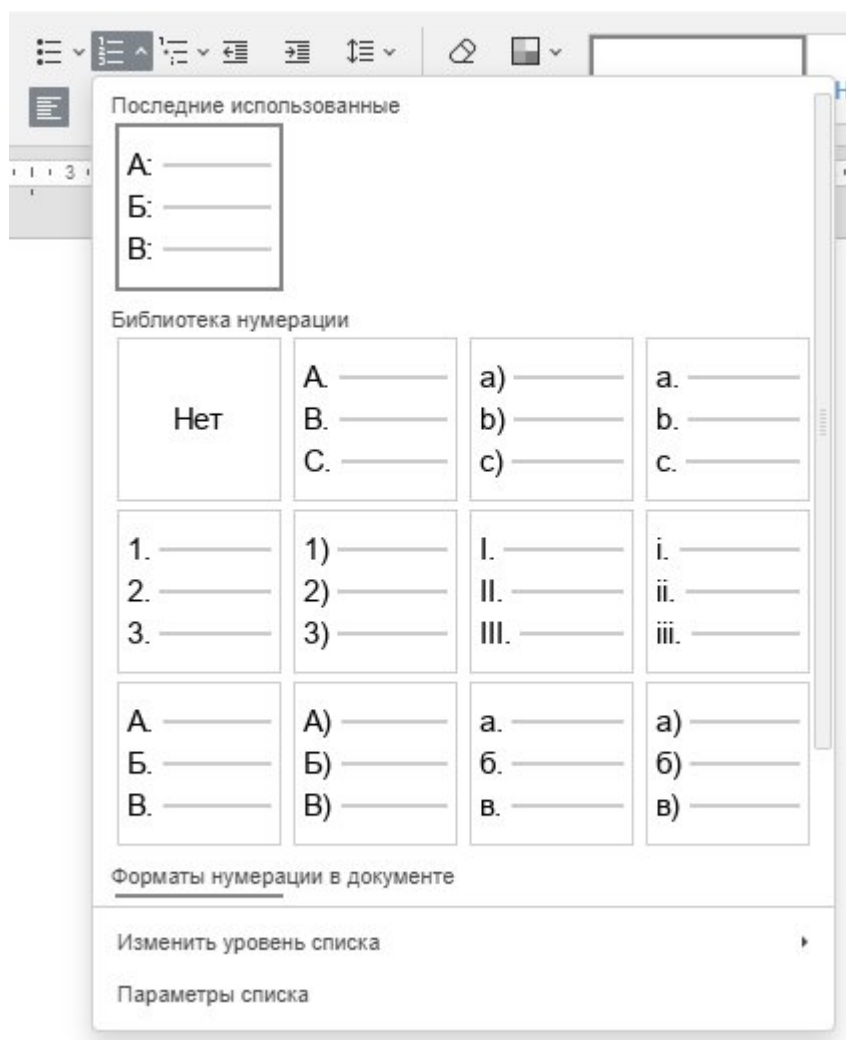 3
Н
Последние использованные
А:
Б:
В:
Библиотека нумерации
Нет
A.
B.
C.
a)
b)
c)
a.
b.
c.
1.
2.
3.
1)
2)
3)
I.
II.
III.
i.
ii.
iii.
А.
Б.
В.
А)
Б)
В)
а.
б.
в.
а)
б)
в)
Форматы нумерации в документе
Изменить уровень списка
Параметры списка